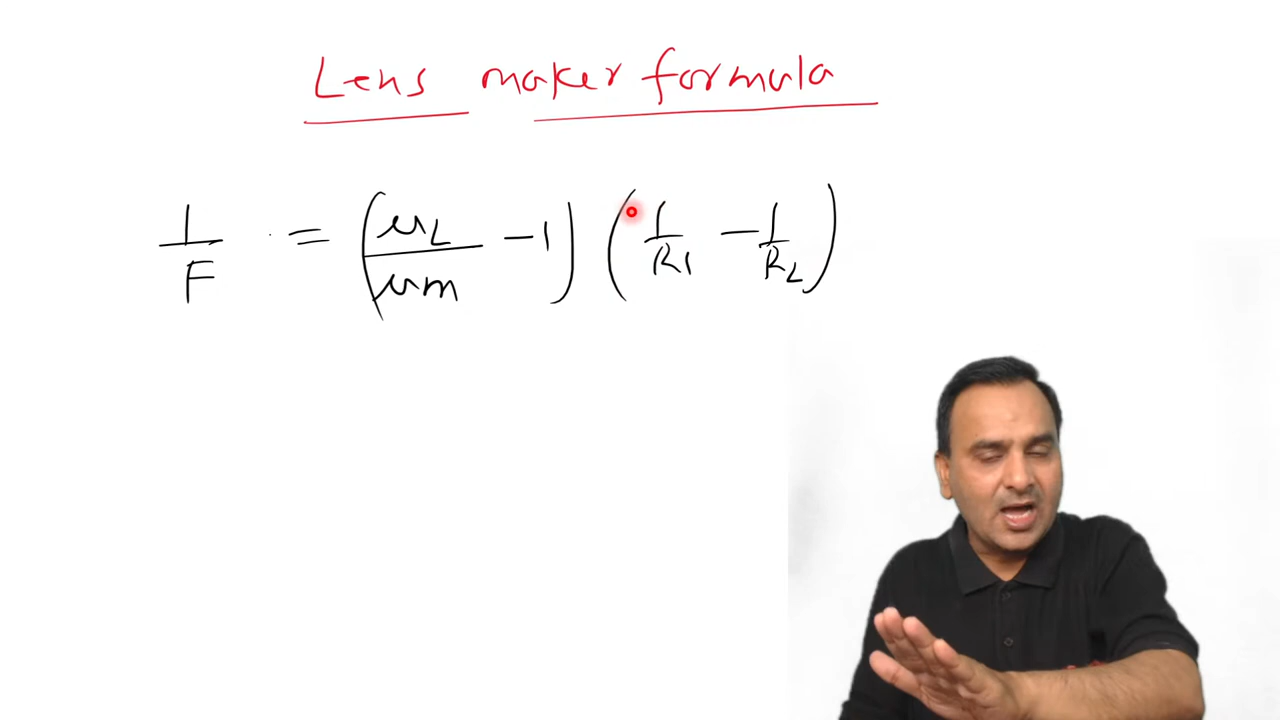 Lens maker formula
1/F = (μL/μm - 1) (1/R1 - 1/R2)